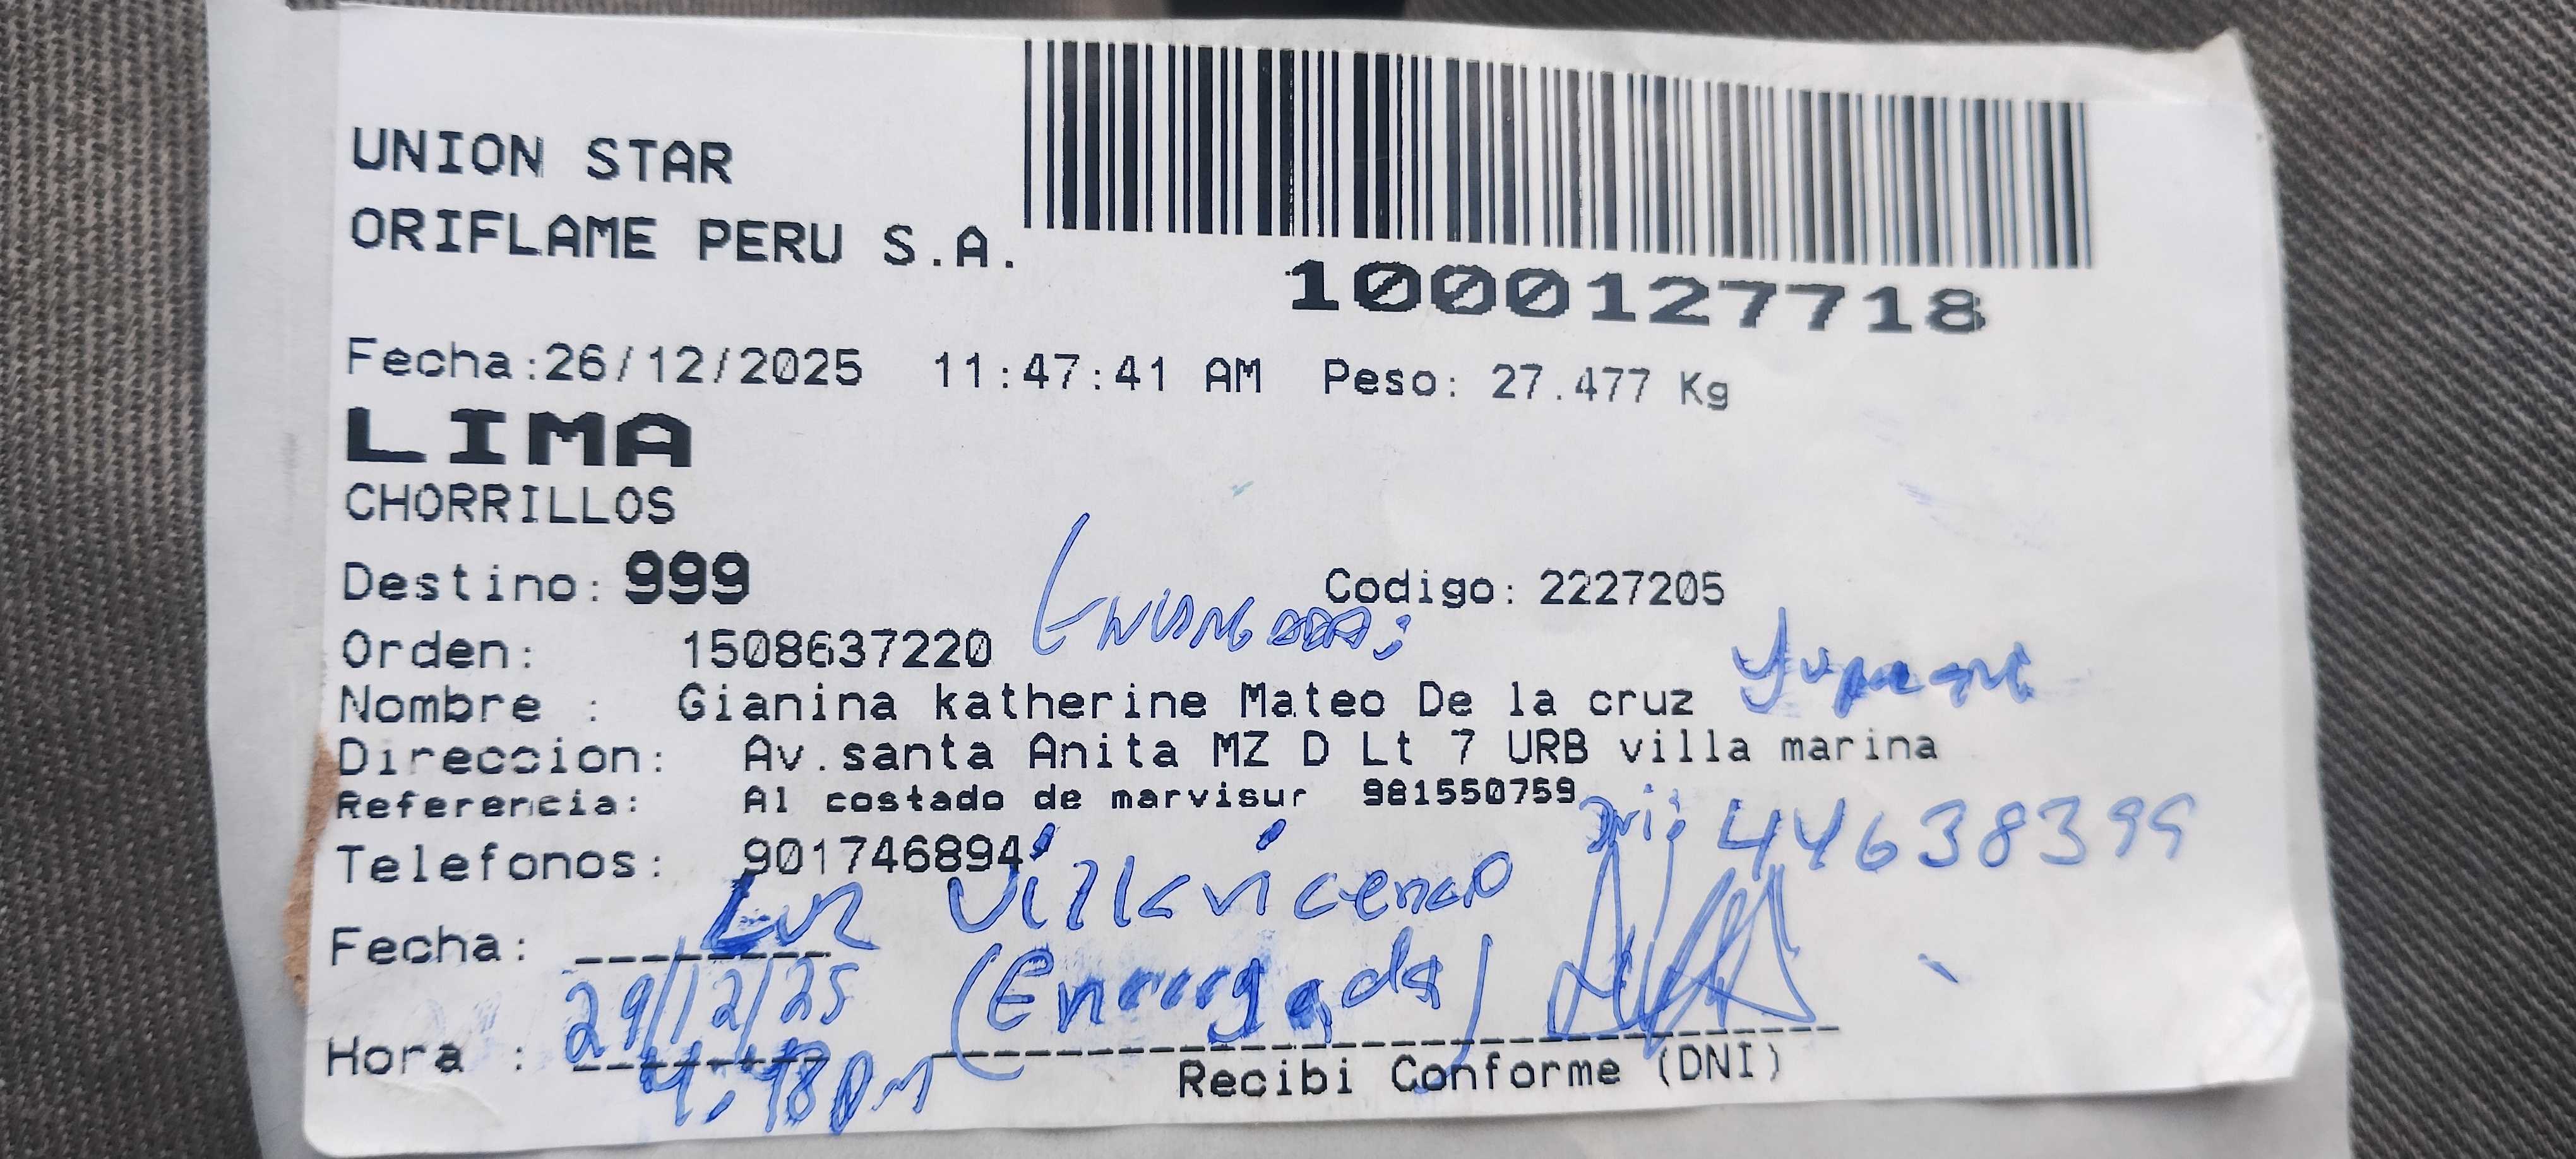 UNION STAR
ORIFLAME PERU S.A.
1000127718
Fecha:26/12/2025 11:47:41 AM Peso: 27.477 Kg
LIMA
CHORRILLOS
Destino: 999 Codigo: 2227205
Orden: 1508637220
Nombre : Gianina katherine Mateo De la cruz
Direccion: Av.santa Anita MZ D Lt 7 URB villa marina
Referencia: Al costado de marvisur 981550759
Telefonos: 901746894
44638399
Luz Villavicencio
Fecha: 29/12/25
(Encargada)
Hora : 4:48 PM
Recibi Conforme (DNI)